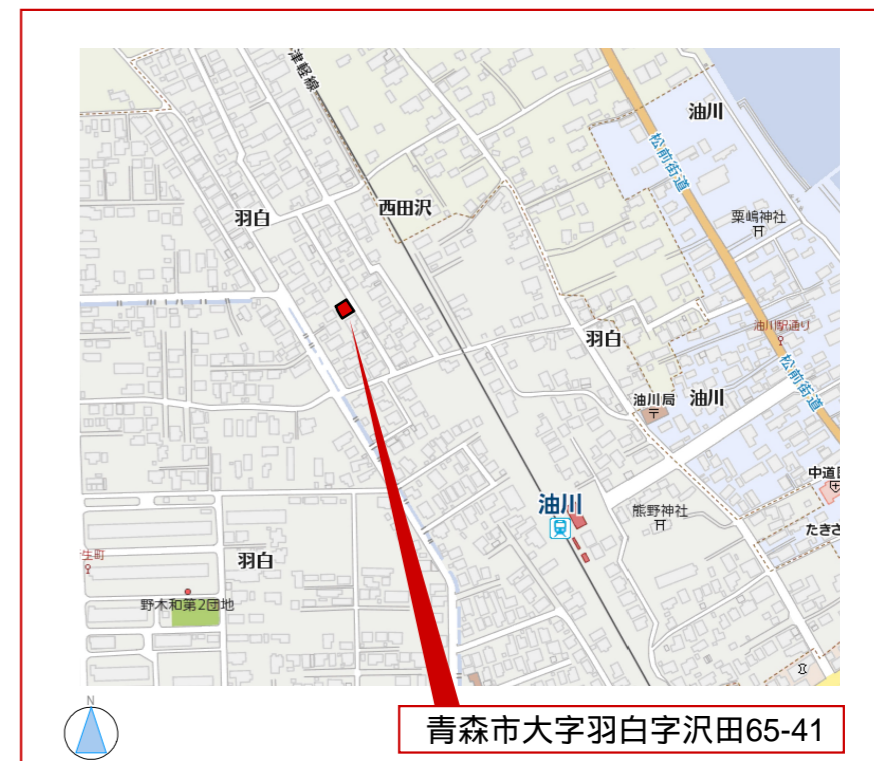 津軽線
油川
松前街道
粟嶋神社
西田沢
羽白
油川駅通り
羽白
松前街道
油川局
油川
中道
油川
熊野神社
たきさ
生町
羽白
野木和第2団地
N
青森市大字羽白字沢田65-41